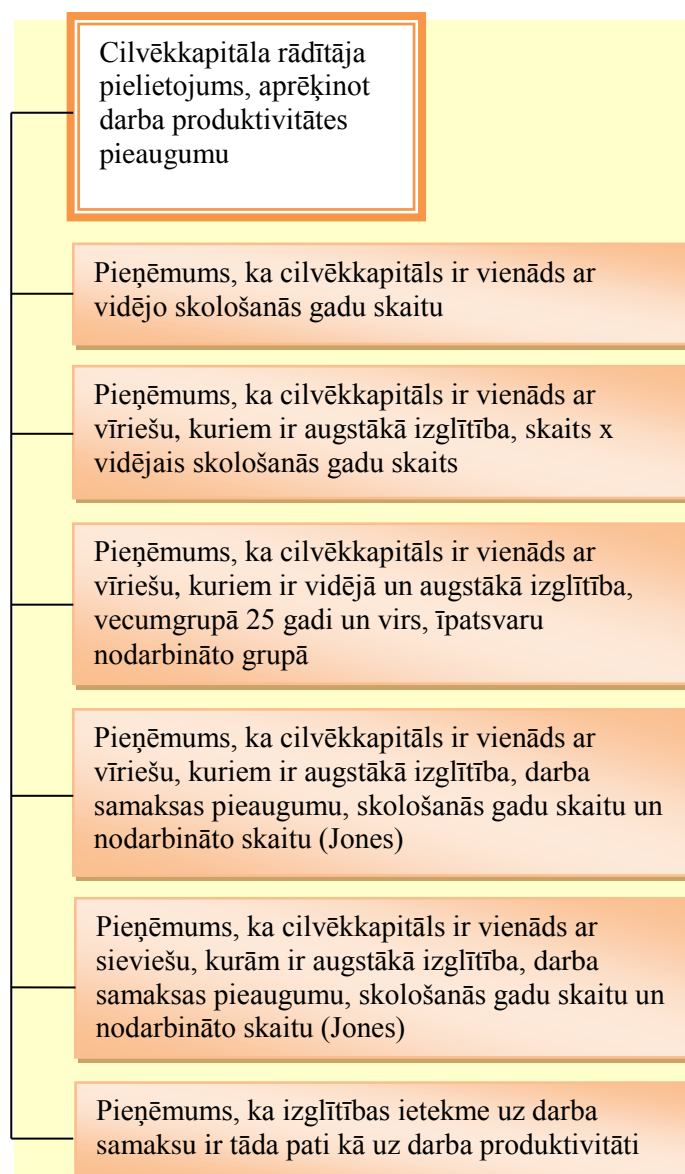 Cilvēkkapitāla rādītāja
pielietojums, aprēķinot
darba produktivitātes
pieaugumu
Pieņēmums, ka cilvēkkapitāls ir vienāds ar
vidējo skološanās gadu skaitu
Pieņēmums, ka cilvēkkapitāls ir vienāds ar
vīriešu, kuriem ir augstākā izglītība, skaits x
vidējais skološanās gadu skaits
Pieņēmums, ka cilvēkkapitāls ir vienāds ar
vīriešu, kuriem ir vidējā un augstākā izglītība,
vecumgrupā 25 gadi un virs, īpatsvaru
nodarbināto grupā
Pieņēmums, ka cilvēkkapitāls ir vienāds ar
vīriešu, kuriem ir augstākā izglītība, darba
samaksas pieaugumu, skološanās gadu skaitu un
nodarbināto skaitu (Jones)
Pieņēmums, ka cilvēkkapitāls ir vienāds ar
sieviešu, kurām ir augstākā izglītība, darba
samaksas pieaugumu, skološanās gadu skaitu un
nodarbināto skaitu (Jones)
Pieņēmums, ka izglītības ietekme uz darba
samaksu ir tāda pati kā uz darba produktivitāti